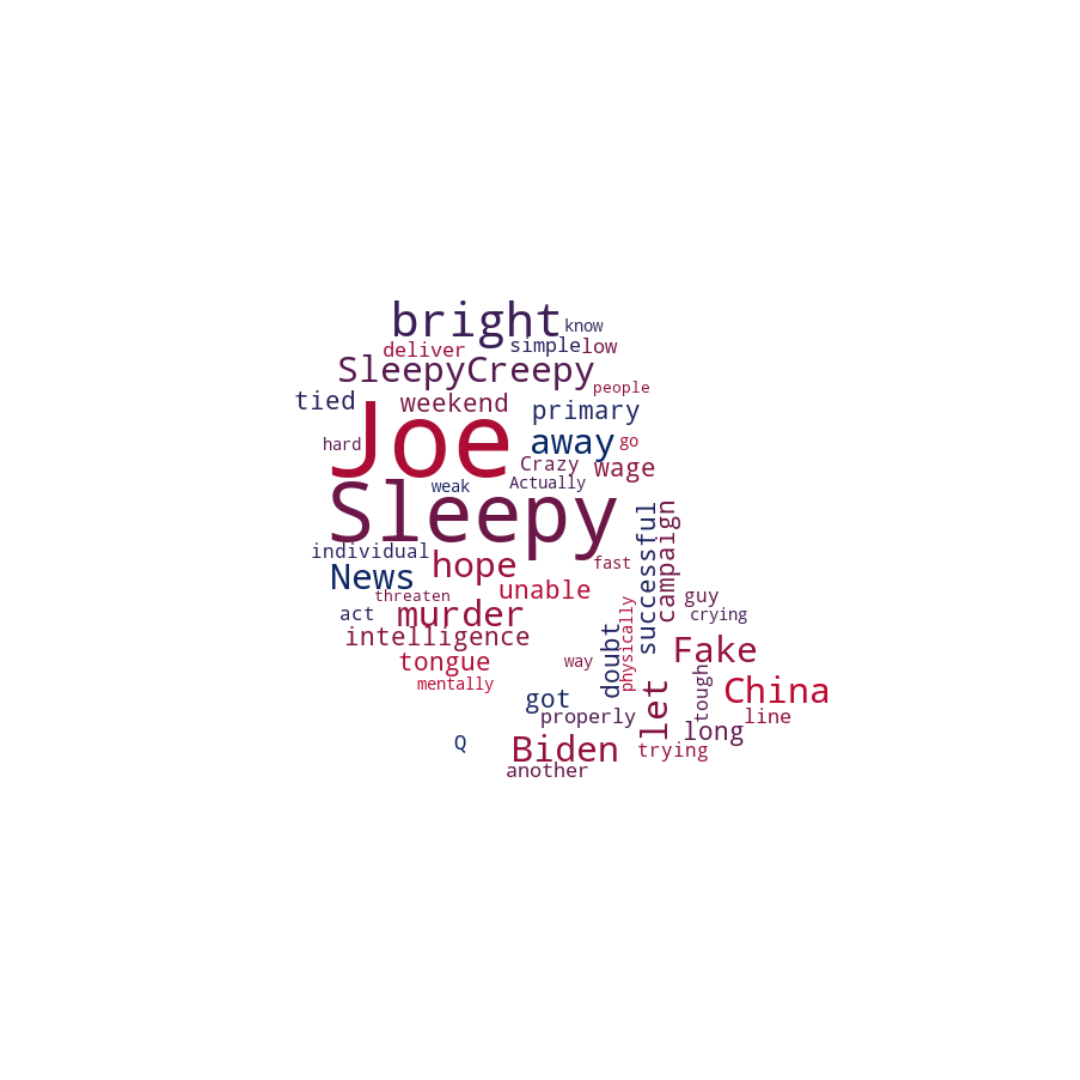 bright
know
deliver
simple
low
SleepyCreepy
people
tied
weekend
primary
Joe
hard
away
go
Crazy
wage
weak
Actually
Sleepy
successful
campaign
individual
hope
fast
News
unable
threaten
guy
act
murder
crying
intelligence
physically
doubt
Fake
tongue
way
mentally
let
tough
China
got
properly
line
long
Q
Biden
trying
another